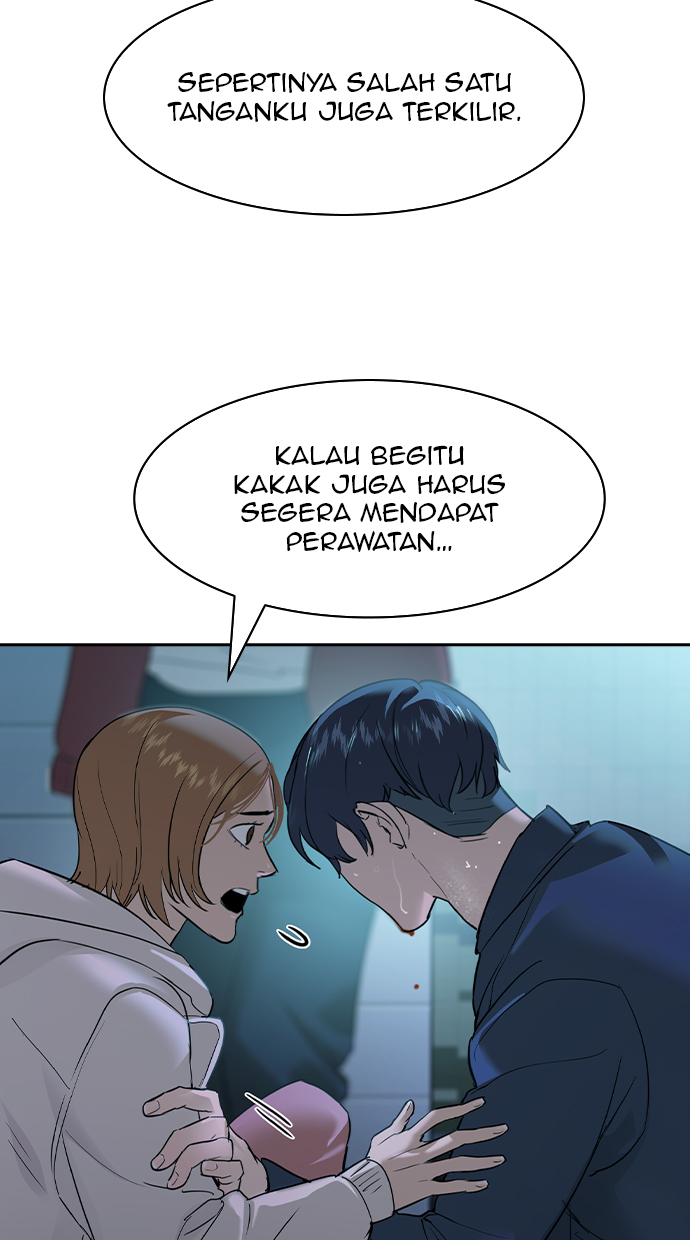 SEPERTINYA SALAH SATU
TANGANKU JUGA TERKILIR.
KALAU BEGITU
KAKAK JUGA HARUS
SEGERA MENDAPAT
PERAWATAN...